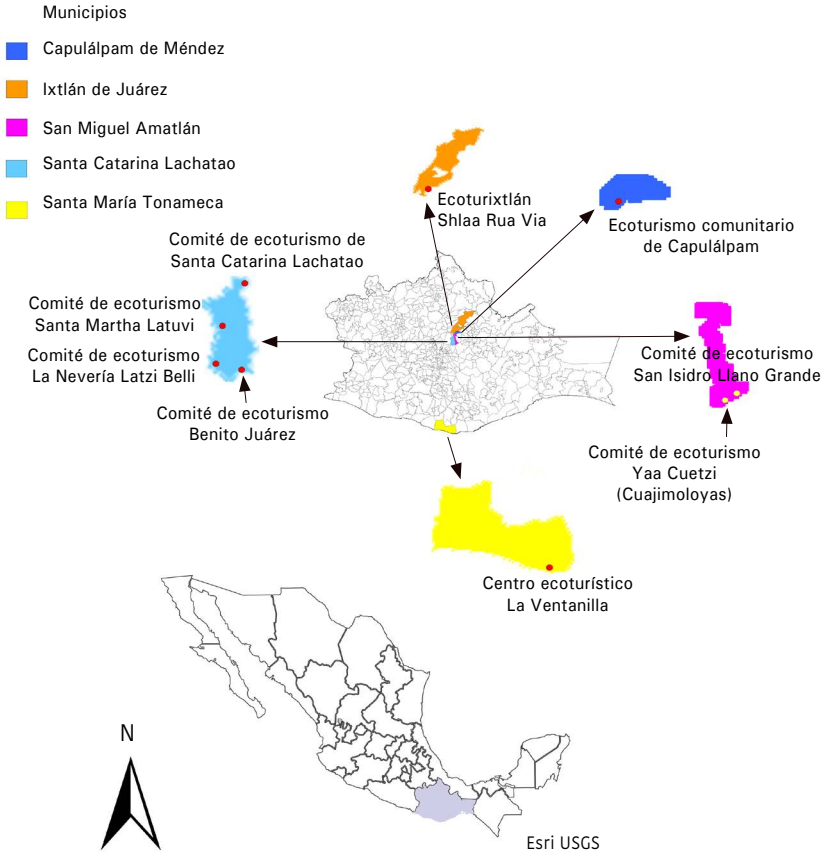 Municipios
Capulálpam de Méndez
Ixtlán de Juárez
San Miguel Amatlán
Santa Catarina Lachatao
Santa María Tonameca
Ecoturixtlán
Shlaa Rua Via
Ecoturismo comunitario
de Capulálpam
Comité de ecoturismo de
Santa Catarina Lachatao
Comité de ecoturismo
Santa Martha Latuvi
Comité de ecoturismo
La Nevería Latzi Belli
Comité de ecoturismo
Benito Juárez
Comité de ecoturismo
San Isidro Llano Grande
Comité de ecoturismo
Yaa Cuetzi
(Cuajimoloyas)
Centro ecoturístico
La Ventanilla
N
Esri USGS